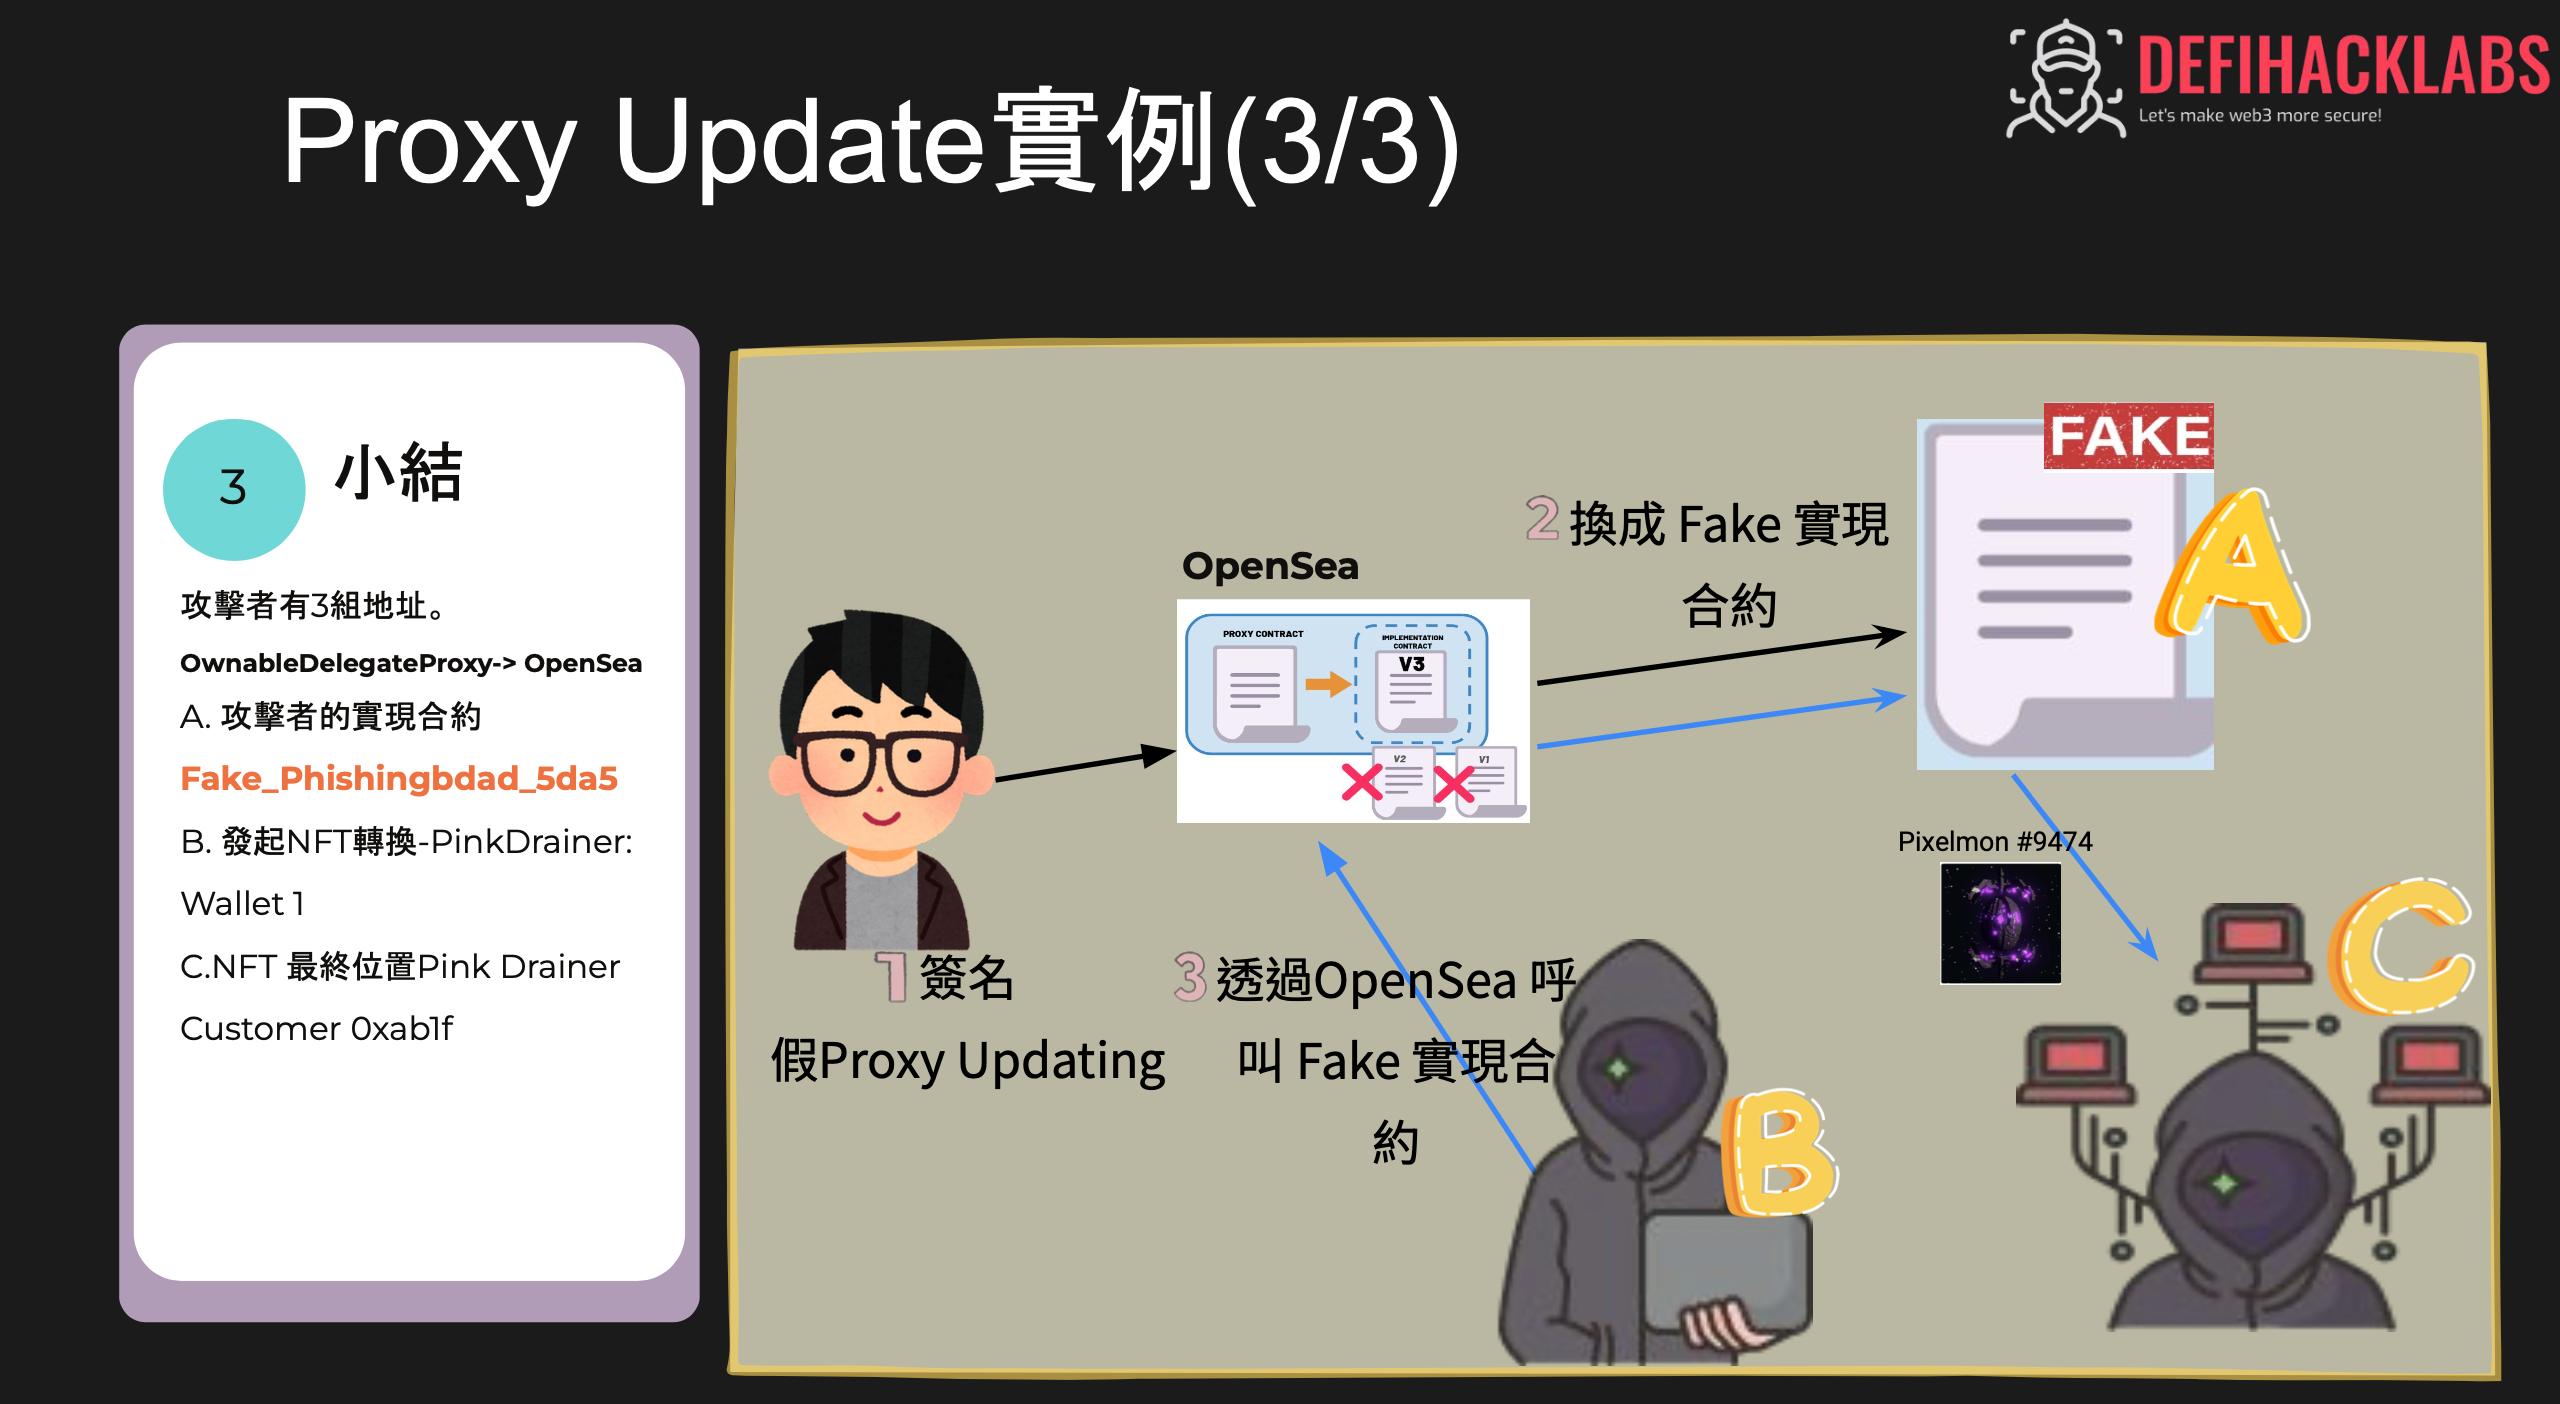 DEFIHACKLABS
Let's make web3 more secure!
Proxy Update實例(3/3)
3
小結
攻擊者有3組地址。
OwnableDelegateProxy-> OpenSea
A. 攻擊者的實現合約
Fake_Phishingbdad_5da5
B. 發起NFT轉換-PinkDrainer:
Wallet 1
C.NFT 最終位置Pink Drainer
Customer 0xab1f
FAKE
A
2 換成 Fake 實現
合約
OpenSea
PROXY CONTRACT
IMPLEMENTATION
CONTRACT
V3
V2
V1
Pixelmon #9474
C
1 簽名
假Proxy Updating
3 透過OpenSea 呼
叫 Fake 實現合
約
B